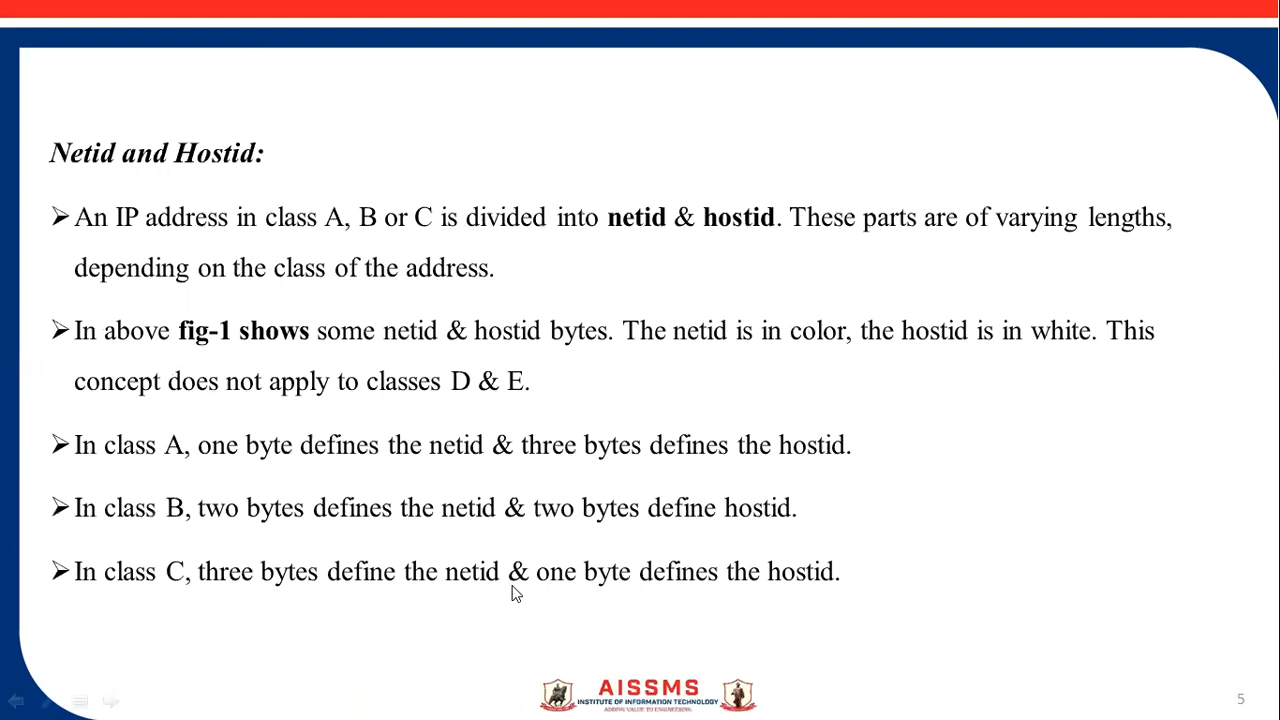 Netid and Hostid:
➢An IP address in class A, B or C is divided into netid & hostid. These parts are of varying lengths,
depending on the class of the address.
➢In above fig-1 shows some netid & hostid bytes. The netid is in color, the hostid is in white. This
concept does not apply to classes D & E.
➢In class A, one byte defines the netid & three bytes defines the hostid.
➢In class B, two bytes defines the netid & two bytes define hostid.
➢In class C, three bytes define the netid & one byte defines the hostid.
AISSMS
INSTITUTE OF INFORMATION TECHNOLOGY
ADDING VALUE TO ENGINEERING
5